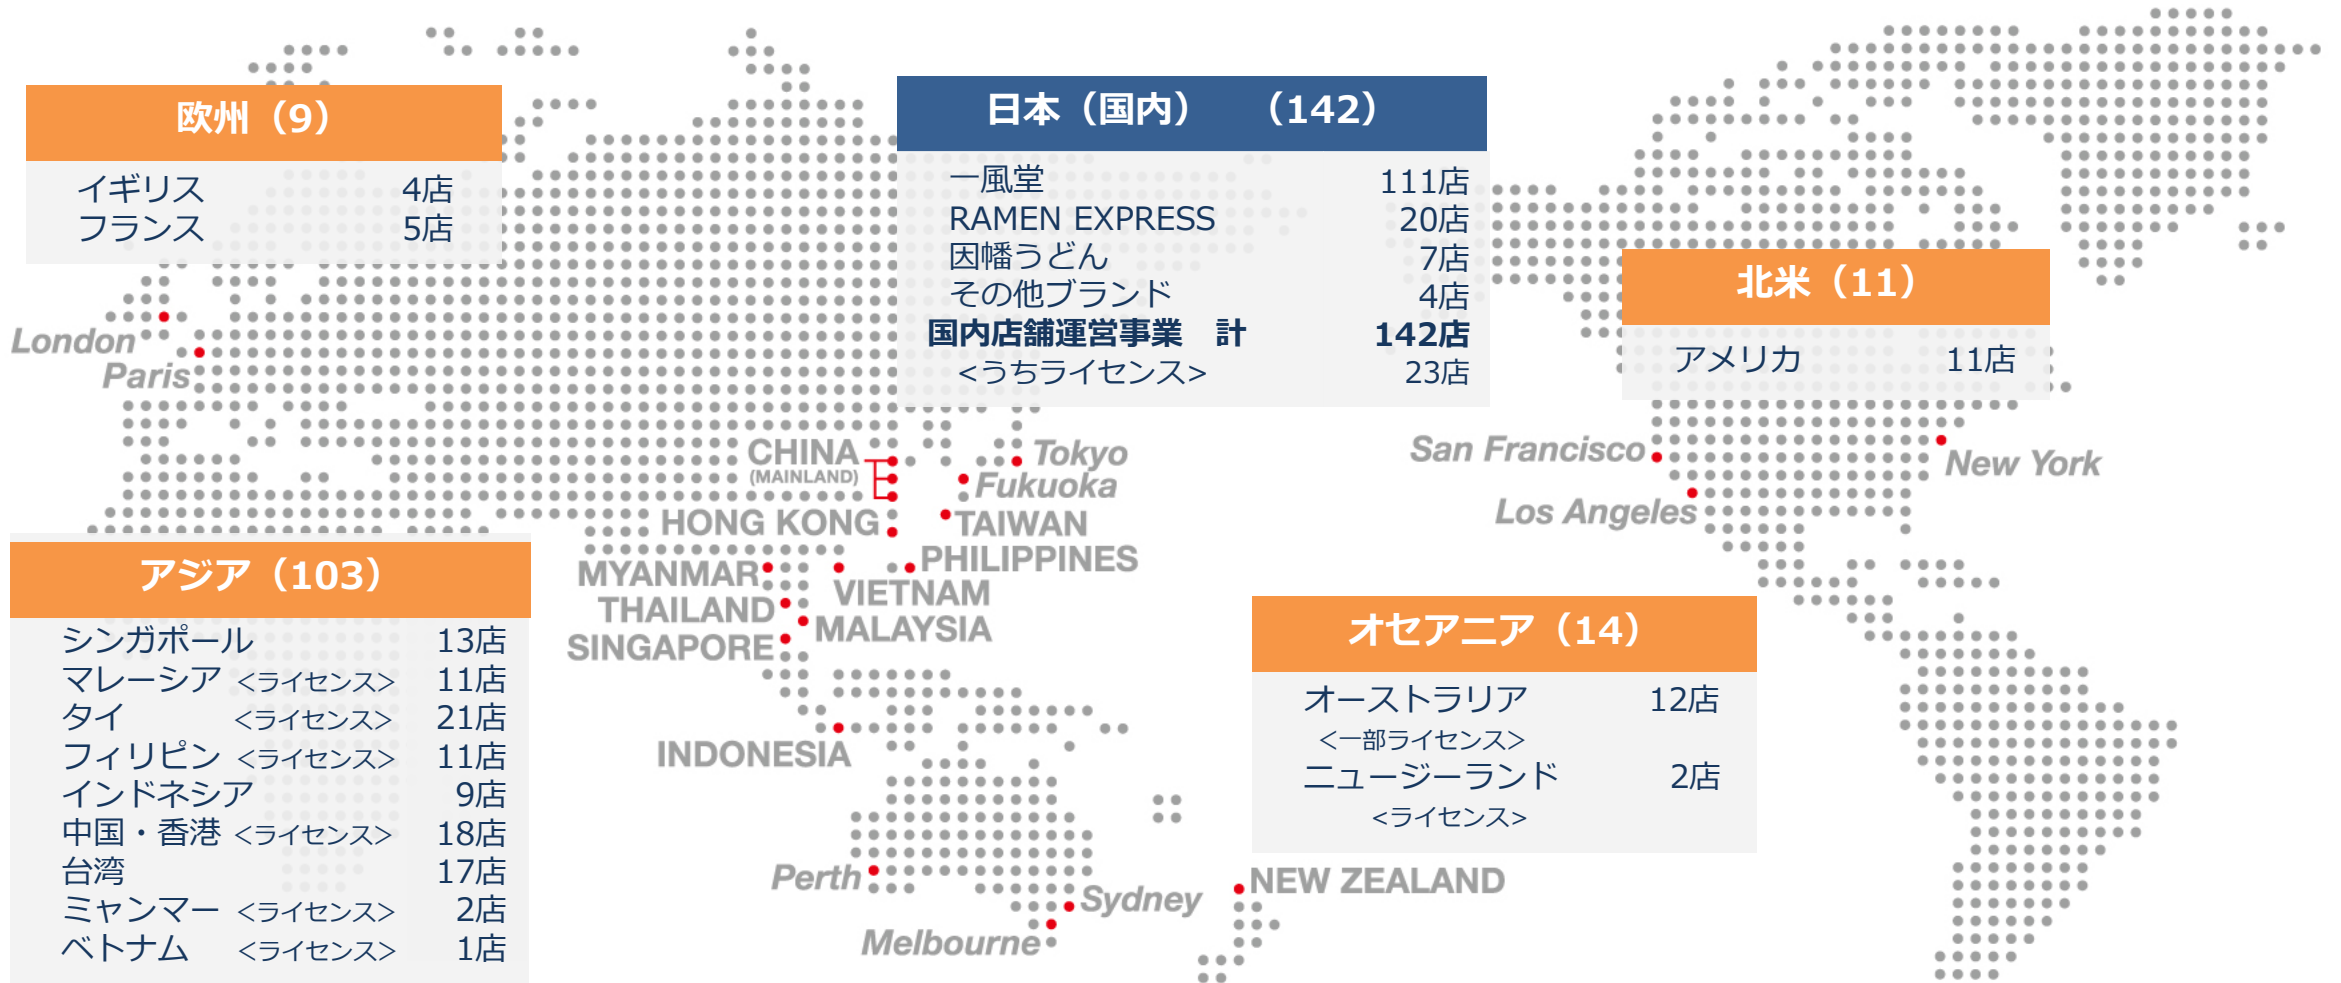 欧州（9）
イギリス 4店
フランス 5店
日本（国内） （142）
一風堂 111店
RAMEN EXPRESS 20店
因幡うどん 7店
その他ブランド 4店
国内店舗運営事業 計 142店
<うちライセンス> 23店
北米（11）
アメリカ 11店
London
Paris
CHINA
(MAINLAND)
Tokyo
Fukuoka
HONG KONG
TAIWAN
PHILIPPINES
MYANMAR
VIETNAM
THAILAND
MALAYSIA
SINGAPORE
INDONESIA
San Francisco
New York
Los Angeles
アジア（103）
シンガポール 13店
マレーシア <ライセンス> 11店
タイ <ライセンス> 21店
フィリピン <ライセンス> 11店
インドネシア 9店
中国・香港 <ライセンス> 18店
台湾 17店
ミャンマー <ライセンス> 2店
ベトナム <ライセンス> 1店
オセアニア（14）
オーストラリア 12店
<一部ライセンス>
ニュージーランド 2店
<ライセンス>
Perth
Sydney
Melbourne
NEW ZEALAND